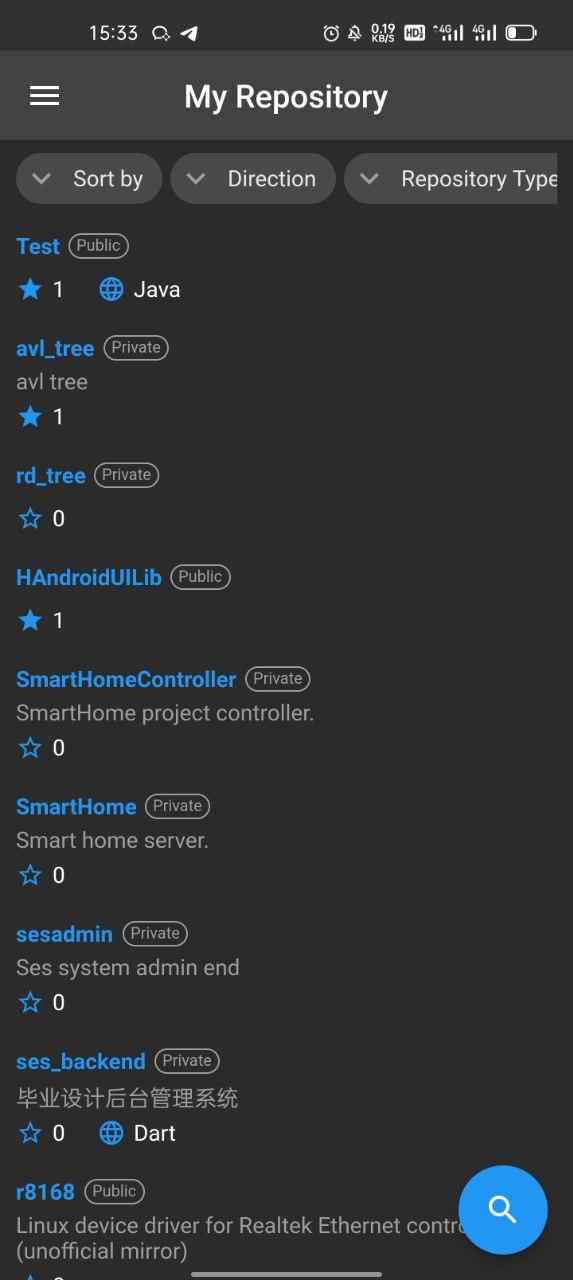 15:33 0.19 KB/S HD 4G 4G
My Repository
Sort by Direction Repository Type
Test Public
1 Java
avl_tree Private
avl tree
1
rd_tree Private
0
HAndroidUILib Public
1
SmartHomeController Private
SmartHome project controller.
0
SmartHome Private
Smart home server.
0
sesadmin Private
Ses system admin end
0
ses_backend Private
毕业设计后台管理系统
0 Dart
r8168 Public
Linux device driver for Realtek Ethernet contro
(unofficial mirror)